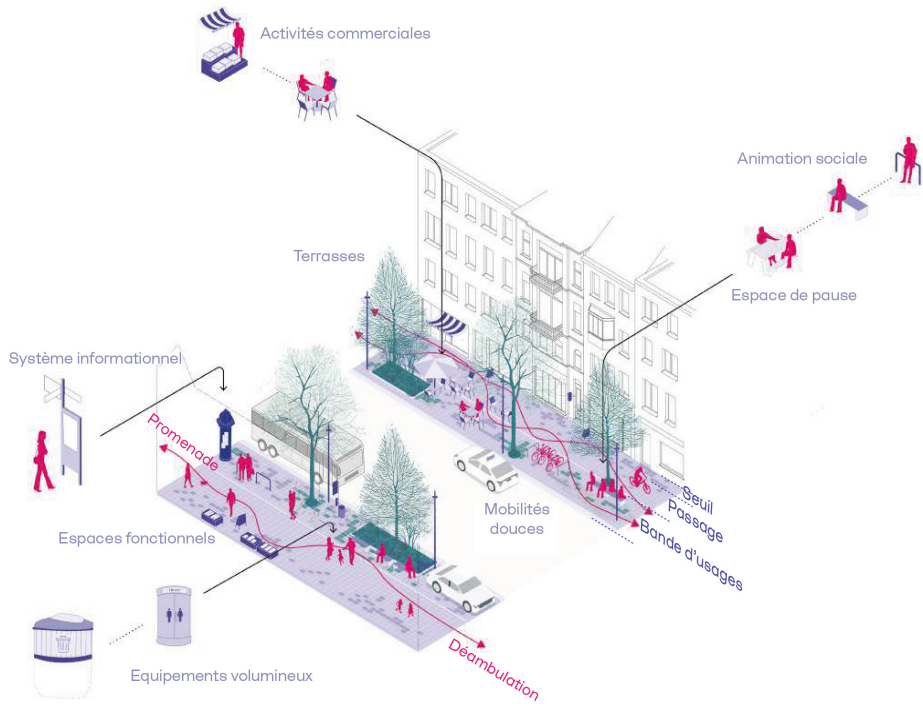 Activités commerciales
Animation sociale
Terrasses
Espace de pause
Système informationnel
Promenade
Seuil
Passage
Bande d'usages
Mobilités
douces
Espaces fonctionnels
Déambulation
Equipements volumineux